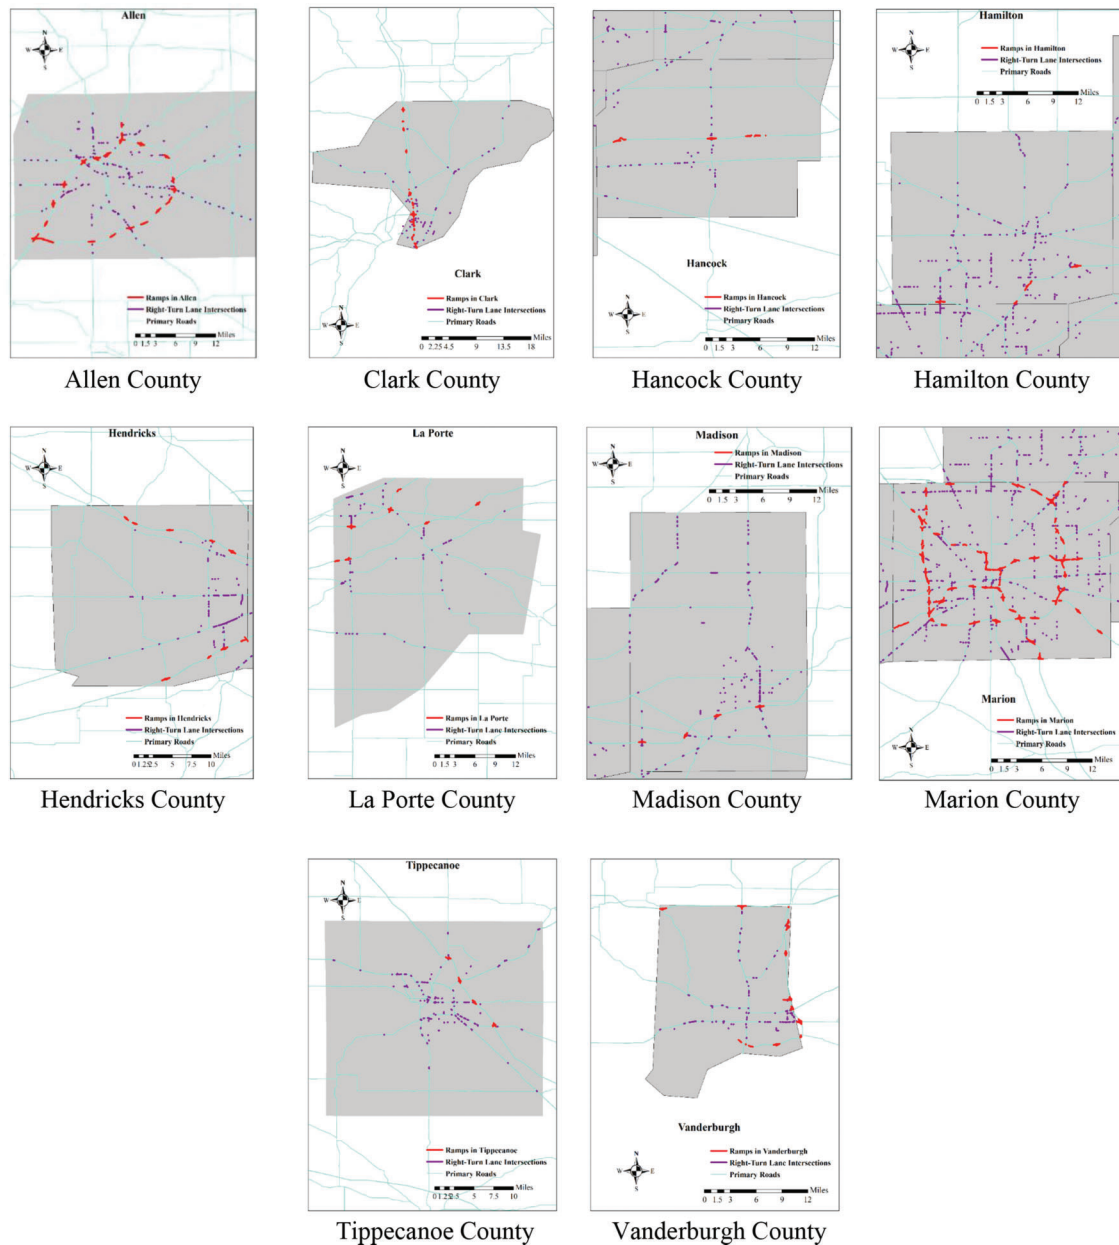 Allen
N
W E
S
Ramps in Allen
Right-Turn Lane Intersections
Primary Roads
Miles
0 1.5 3 6 9 12
Allen County
N
W E
S
Clark
Ramps in Clark
Right-Turn Lane Intersections
Primary Roads
Miles
0 2.25 4.5 9 13.5 18
Clark County
N
W E
S
Hancock
Ramps in Hancock
Right-Turn Lane Intersections
Primary Roads
Miles
0 1.5 3 6 9 12
Hancock County
Hamilton
N
W E
S
Ramps in Hamilton
Right-Turn Lane Intersections
Primary Roads
Miles
0 1.5 3 6 9 12
Hamilton County
Hendricks
N
W E
S
Ramps in Hendricks
Right-Turn Lane Intersections
Primary Roads
Miles
0 1.25 2.5 5 7.5 10
Hendricks County
La Porte
N
W E
S
Ramps in La Porte
Right-Turn Lane Intersections
Primary Roads
Miles
0 1.5 3 6 9 12
La Porte County
Madison
N
W E
S
Ramps in Madison
Right-Turn Lane Intersections
Primary Roads
Miles
0 1.5 3 6 9 12
Madison County
Marion
N
W E
S
Ramps in Marion
Right-Turn Lane Intersections
Primary Roads
Miles
0 1.5 3 6 9 12
Marion County
Tippecanoe
N
W E
S
Ramps in Tippecanoe
Right-Turn Lane Intersections
Primary Roads
Miles
0 1.25 2.5 5 7.5 10
Tippecanoe County
N
W E
S
Vanderburgh
Ramps in Vanderburgh
Right-Turn Lane Intersections
Primary Roads
Miles
0 1.5 3 6 9 12
Vanderburgh County